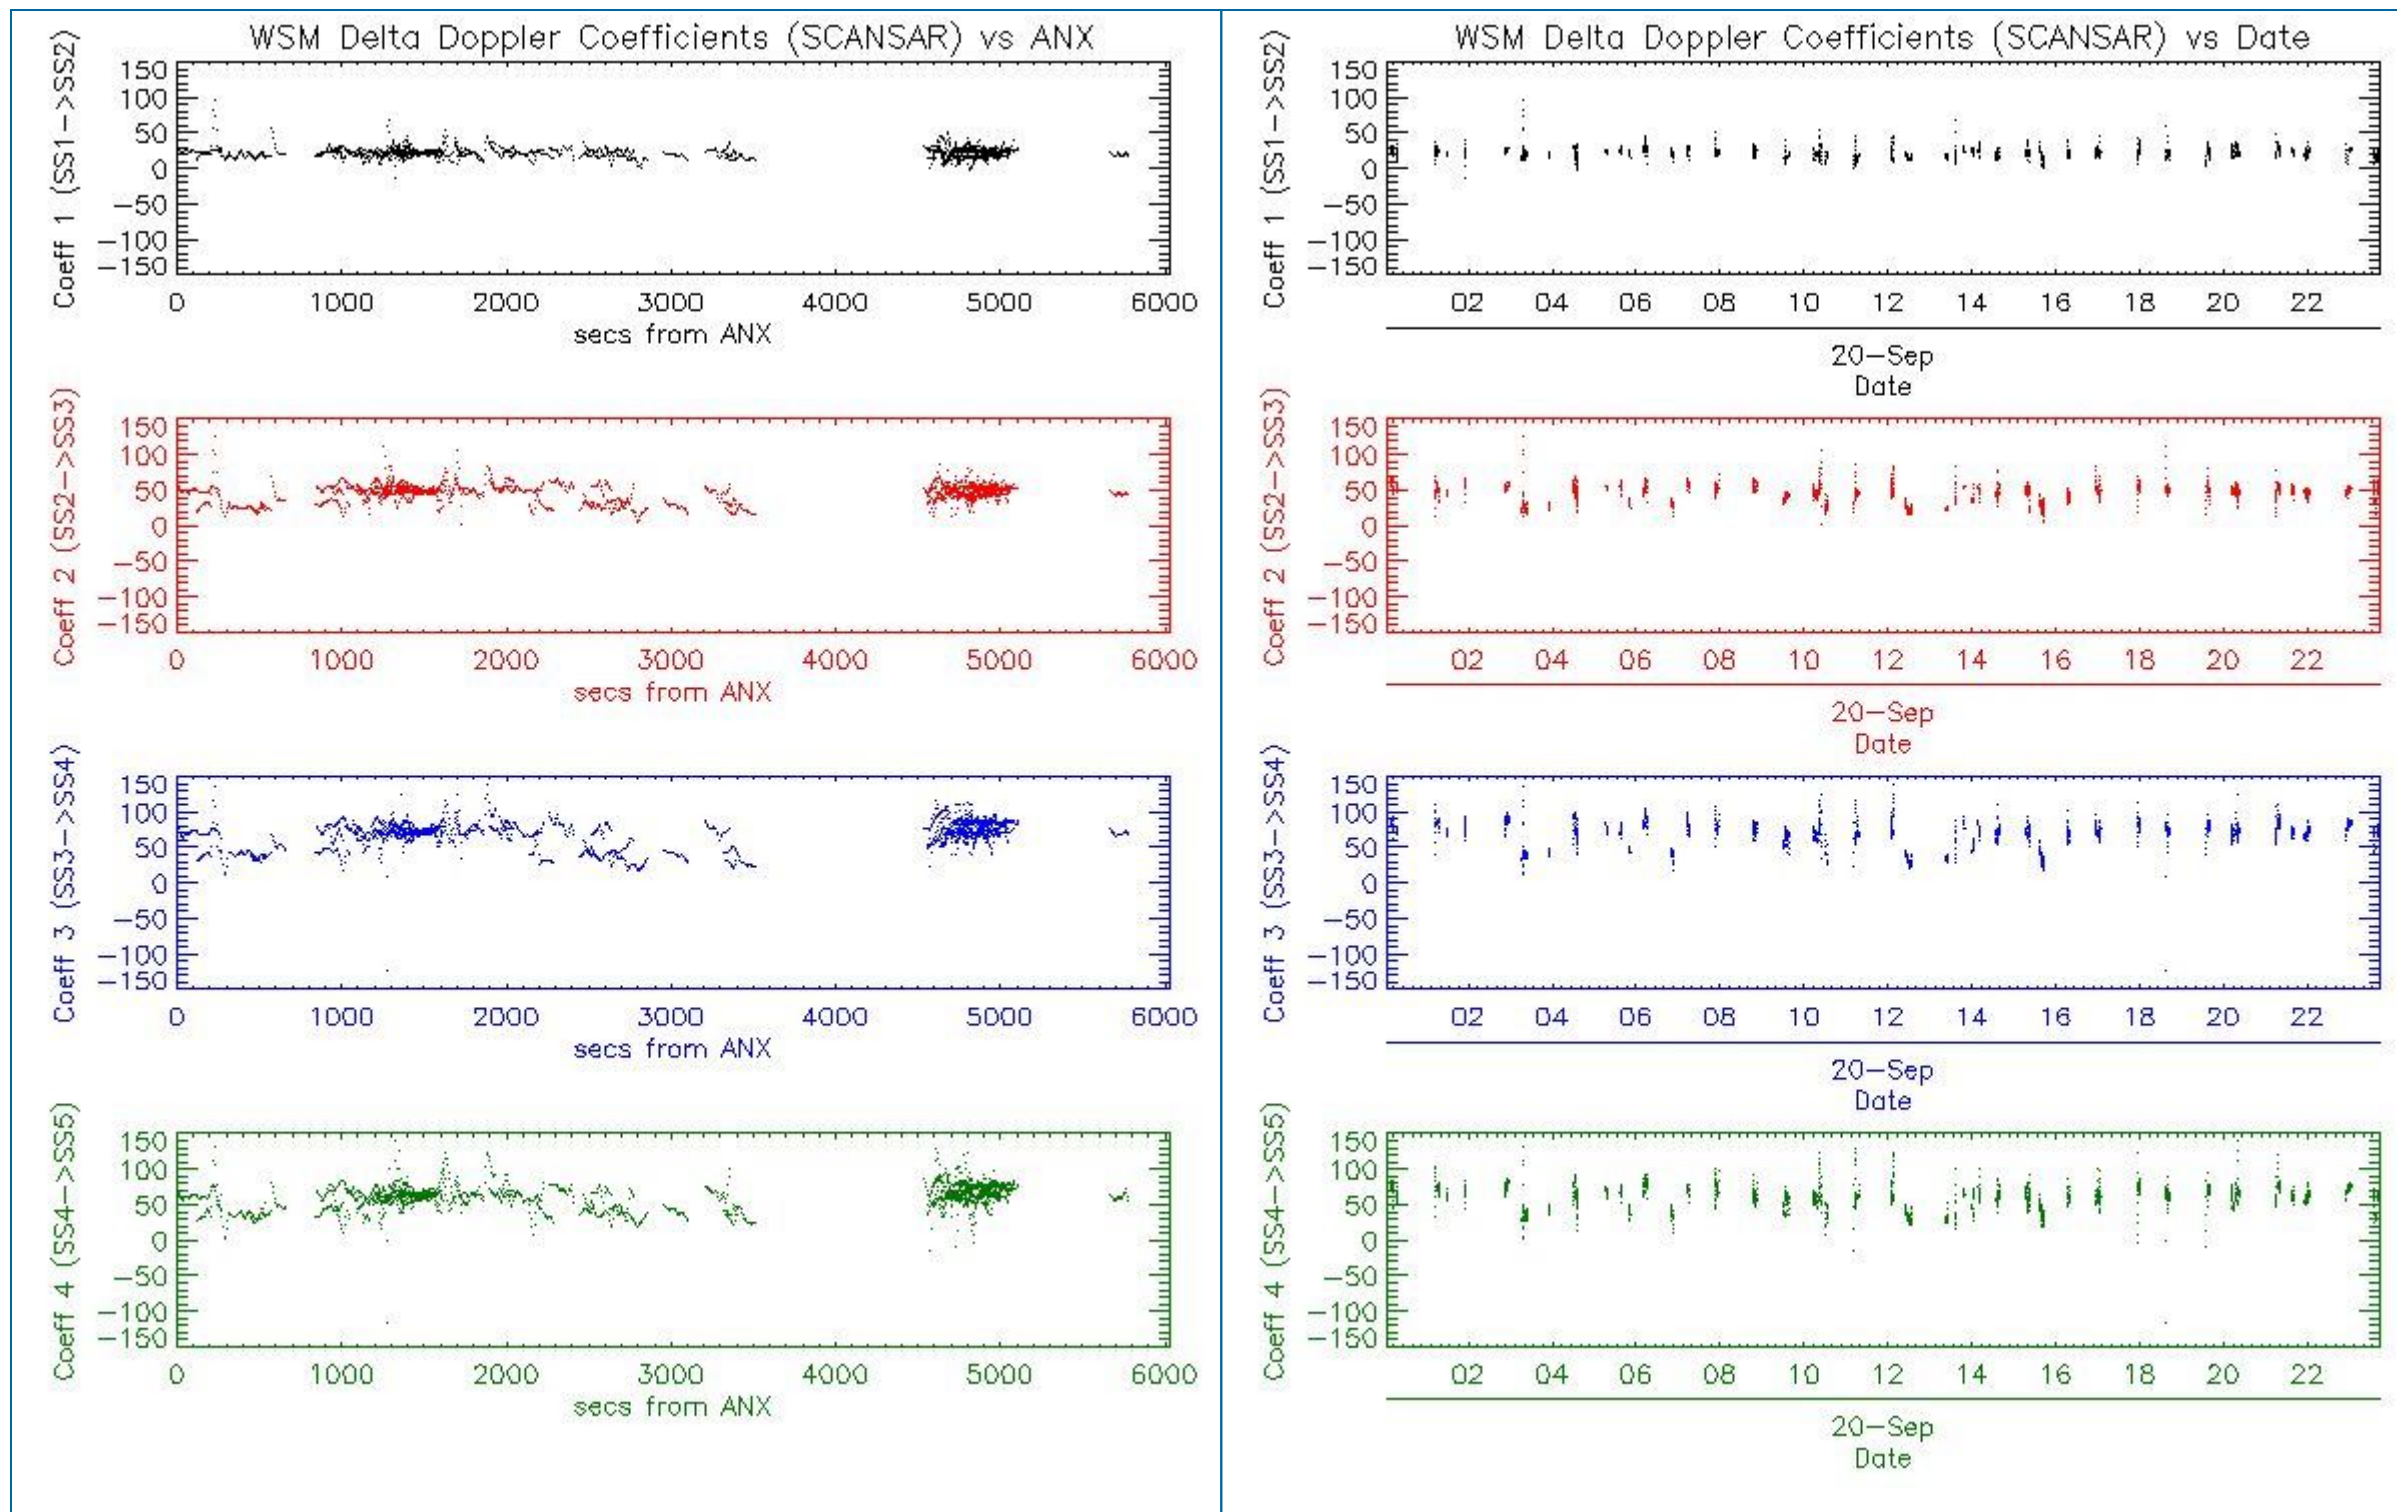 WSM Delta Doppler Coefficients (SCANSAR) vs ANX
Coeff 1 (SS1->SS2)
150
100
50
0
-50
-100
-150
0 1000 2000 3000 4000 5000 6000
secs from ANX
Coeff 2 (SS2->SS3)
150
100
50
0
-50
-100
-150
0 1000 2000 3000 4000 5000 6000
secs from ANX
Coeff 3 (SS3->SS4)
150
100
50
0
-50
-100
-150
0 1000 2000 3000 4000 5000 6000
secs from ANX
Coeff 4 (SS4->SS5)
150
100
50
0
-50
-100
-150
0 1000 2000 3000 4000 5000 6000
secs from ANX
WSM Delta Doppler Coefficients (SCANSAR) vs Date
Coeff 1 (SS1->SS2)
150
100
50
0
-50
-100
-150
02 04 06 08 10 12 14 16 18 20 22
20-Sep
Date
Coeff 2 (SS2->SS3)
150
100
50
0
-50
-100
-150
02 04 06 08 10 12 14 16 18 20 22
20-Sep
Date
Coeff 3 (SS3->SS4)
150
100
50
0
-50
-100
-150
02 04 06 08 10 12 14 16 18 20 22
20-Sep
Date
Coeff 4 (SS4->SS5)
150
100
50
0
-50
-100
-150
02 04 06 08 10 12 14 16 18 20 22
20-Sep
Date